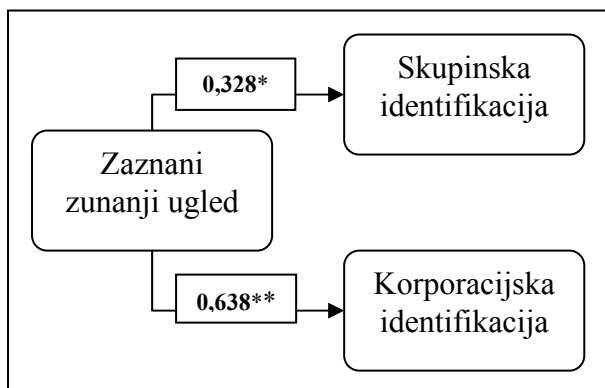 0,328*
Skupinska
identifikacija
Zaznani
zunanji ugled
0,638**
Korporacijska
identifikacija